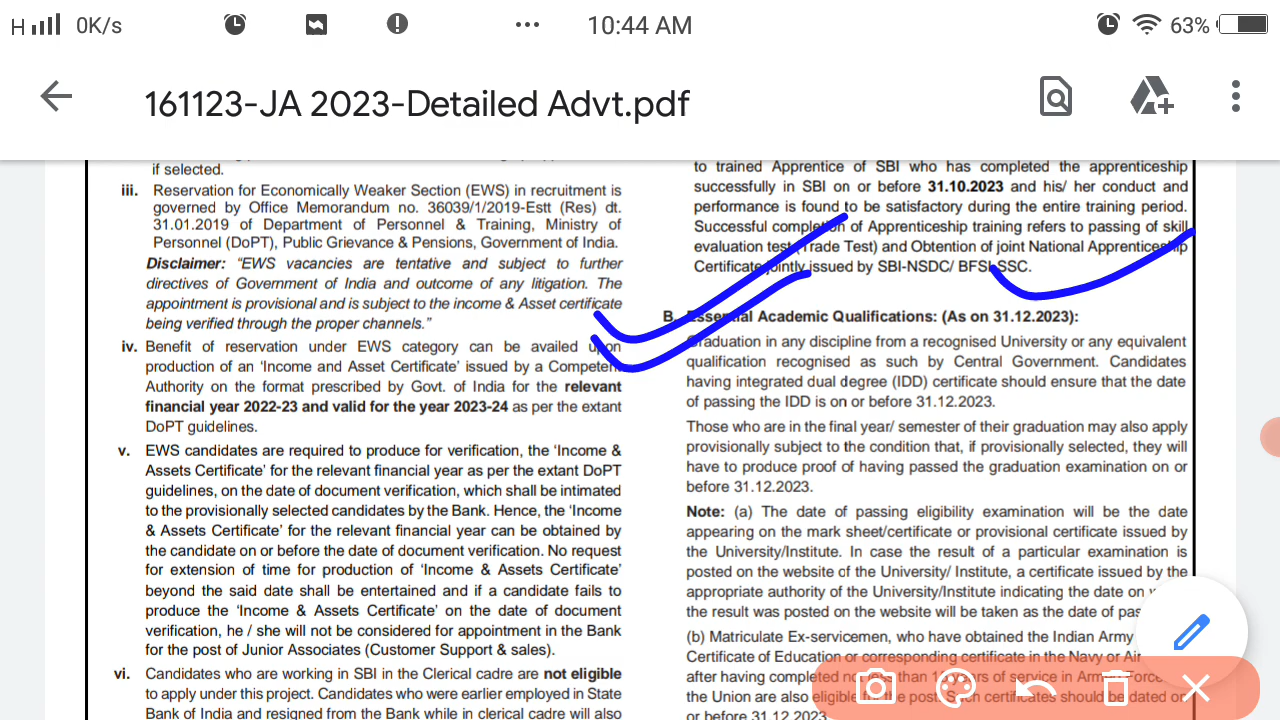 H 0K/s ... 10:44 AM 63%
161123-JA 2023-Detailed Advt.pdf
if selected.
iii. Reservation for Economically Weaker Section (EWS) in recruitment is
governed by Office Memorandum no. 36039/1/2019-Estt (Res) dt.
31.01.2019 of Department of Personnel & Training, Ministry of
Personnel (DoPT), Public Grievance & Pensions, Government of India.
Disclaimer: “EWS vacancies are tentative and subject to further
directives of Government of India and outcome of any litigation. The
appointment is provisional and is subject to the income & Asset certificate
being verified through the proper channels.”
iv. Benefit of reservation under EWS category can be availed upon
production of an ‘Income and Asset Certificate’ issued by a Competent
Authority on the format prescribed by Govt. of India for the relevant
financial year 2022-23 and valid for the year 2023-24 as per the extant
DoPT guidelines.
v. EWS candidates are required to produce for verification, the ‘Income &
Assets Certificate’ for the relevant financial year as per the extant DoPT
guidelines, on the date of document verification, which shall be intimated
to the provisionally selected candidates by the Bank. Hence, the ‘Income
& Assets Certificate’ for the relevant financial year can be obtained by
the candidate on or before the date of document verification. No request
for extension of time for production of ‘Income & Assets Certificate’
beyond the said date shall be entertained and if a candidate fails to
produce the ‘Income & Assets Certificate’ on the date of document
verification, he / she will not be considered for appointment in the Bank
for the post of Junior Associates (Customer Support & sales).
vi. Candidates who are working in SBI in the Clerical cadre are not eligible
to apply under this project. Candidates who were earlier employed in State
Bank of India and resigned from the Bank while in clerical cadre will also
to trained Apprentice of SBI who has completed the apprenticeship
successfully in SBI on or before 31.10.2023 and his/ her conduct and
performance is found to be satisfactory during the entire training period.
Successful completion of Apprenticeship training refers to passing of skill
evaluation test (Trade Test) and Obtention of joint National Apprenticeship
Certificate jointly issued by SBI-NSDC/ BFSI SSC.
B. Essential Academic Qualifications: (As on 31.12.2023):
Graduation in any discipline from a recognised University or any equivalent
qualification recognised as such by Central Government. Candidates
having integrated dual degree (IDD) certificate should ensure that the date
of passing the IDD is on or before 31.12.2023.
Those who are in the final year/ semester of their graduation may also apply
provisionally subject to the condition that, if provisionally selected, they will
have to produce proof of having passed the graduation examination on or
before 31.12.2023.
Note: (a) The date of passing eligibility examination will be the date
appearing on the mark sheet/certificate or provisional certificate issued by
the University/Institute. In case the result of a particular examination is
posted on the website of the University/ Institute, a certificate issued by the
appropriate authority of the University/Institute indicating the date on
the result was posted on the website will be taken as the date of
(b) Matriculate Ex-servicemen, who have obtained the Indian Army
Certificate of Education or corresponding certificate in the Navy or
after having completed not less than years of service in
the Union are also eligible for the post. Such certificates should be dated on
or before 31.12.2023